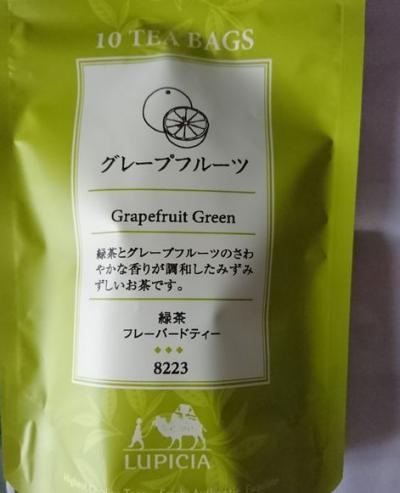 10 TEA BAGS
グレープフルーツ
Grapefruit Green
緑茶とグレープフルーツのさわ
やかな香りが調和したみずみ
ずしいお茶です。
緑茶
フレーバードティー
8223
LUPICIA